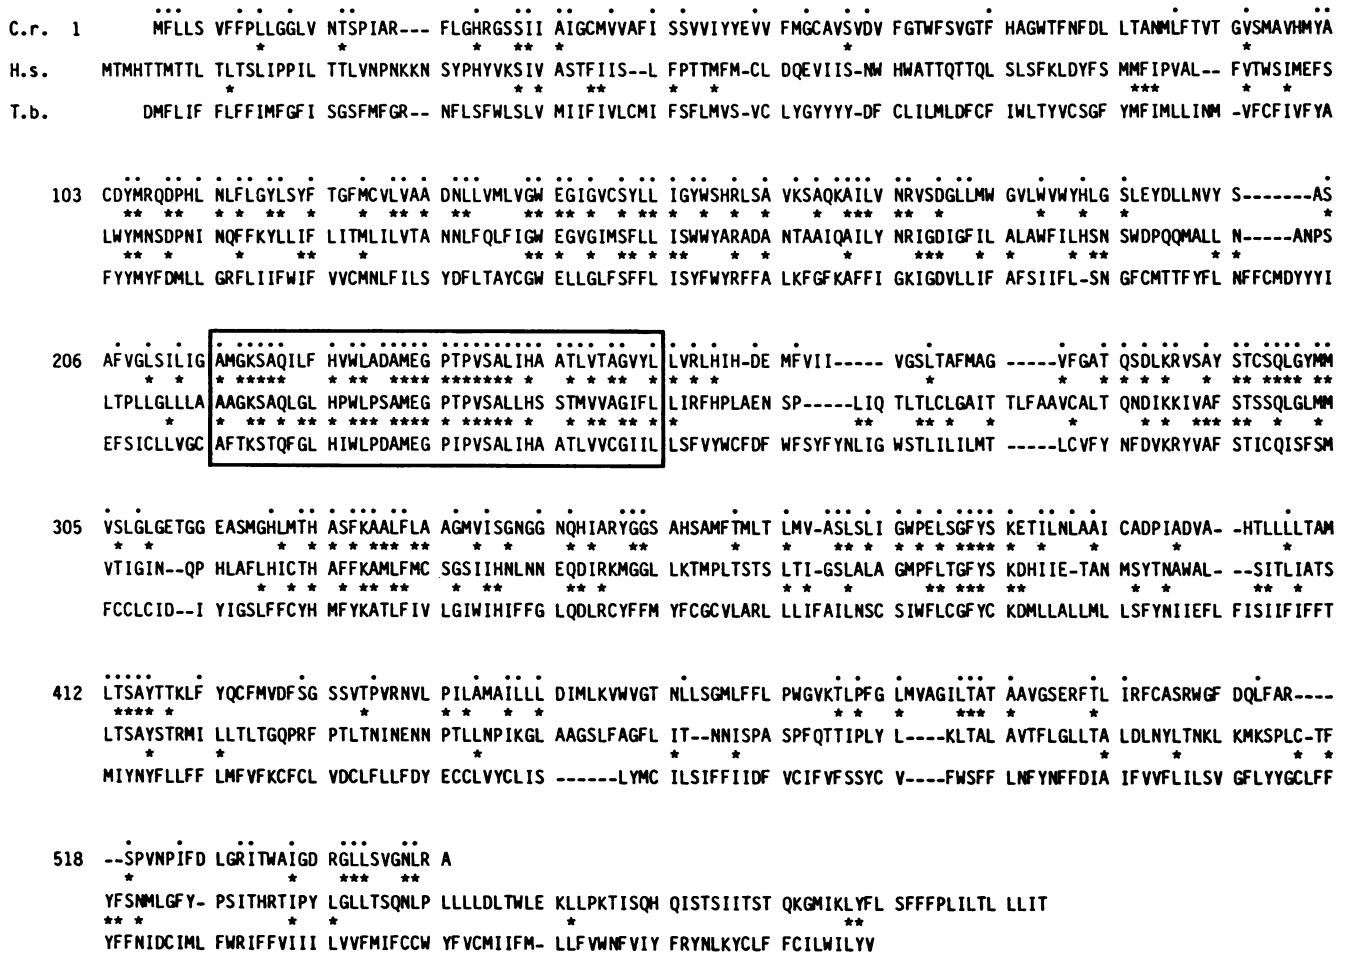 C.r. 1 MFLLS VFFPLLGGLV NTSPIAR--- FLGHRGSSII AIGCMVVAFI SSVVIYYEVV FMGCAVSVDV FGTWFSVGTF HAGWTFNFDL LTANMLFTVT GVSMAVHMYA
H.s. MTMHTTMTTL TLTSLIPPIL TTLVNPNKKN SYPHYVKSIV ASTFIIS--L FPTTMFM-CL DQEVIIS-NW HWATTQTTQL SLSFKLDYFS MMFIPVAL-- FVTWSIMEFS
T.b. DMFLIF FLFFIMFGFI SGSFMFGR-- NFLSFWLSLV MIIFIVLCMI FSFLMVS-VC LYGYYYY-DF CLILMLDFCF IWLTYVCSGF YMFIMLLINM -VFCFIVFYA
103 CDYMRQDPHL NLFLGYLSYF TGFMCVLVAA DNLLVMLVGW EGIGVCSYLL IGYWSHRLSA VKSAQKAILV NRVSDGLLMW GVLWVWYHLG SLEYDLLNVY S-------AS
LWYMNSDPNI NQFFKYLLIF LITMLILVTA NNLFQLFIGW EGVGIMSFLL ISWWYARADA NTAAIQAILY NRIGDIGFIL ALAWFILHSN SWDPQQMALL N-----ANPS
FYYMYFDMLL GRFLIIFWIF VVCMNLFILS YDFLTAYCGW ELLGLFSFFL ISYFWYRFFA LKFGFKAFFI GKIGDVLLIF AFSIIFL-SN GFCMTTFYFL NFFCMDYYYI
206 AFVGLSILIG AMGKSAQILF HVWLADAMEG PTPVSALIHA ATLVTAGVYL LVRLHIH-DE MFVII----- VGSLTAFMAG -----VFGAT QSDLKRVSAY STCSQLGYMM
LTPLLGLLLA AAGKSAQLGL HPWLPSAMEG PTPVSALLHS STMVVAGIFL LIRFHPLAEN SP-----LIQ TLTLCLGAIT TLFAAVCALT QNDIKKIVAF STSSQLGLMM
EFSICLLVGC AFTKSTQFGL HIWLPDAMEG PIPVSALIHA ATLVVCGIIL LSFVYWCFDF WFSYFYNLIG WSTLILILMT -----LCVFY NFDVKRYVAF STICQISFSM
305 VSLGLGETGG EASMGHLMTH ASFKAALFLA AGMVISGNGG NQHIARYGGS AHSAMFTMLT LMV-ASLSLI GWPELSGFYS KETILNLAAI CADPIADVA- -HTLLLLTAM
VTIGIN--QP HLAFLHICTH AFFKAMLFMC SGSIIHNLNN EQDIRKMGGL LKTMPLTSTS LTI-GSLALA GMPFLTGFYS KDHIIE-TAN MSYTNAWAL- --SITLIATS
FCCLCID--I YIGSLFFCYH MFYKATLFIV LGIWIHIFFG LQDLRCYFFM YFCGCVLARL LLIFAILNSC SIWFLCGFYC KDMLLALLML LSFYNIIEFL FISIIFIFFT
412 LTSAYTTKLF YQCFMVDFSG SSVTPVRNVL PILAMAILLL DIMLKVWVGT NLLSGMLFFL PWGVKTLPFG LMVAGILTAT AAVGSERFTL IRFCASRWGF DQLFAR----
LTSAYSTRMI LLTLTGQPRF PTLTNINENN PTLLNPIKGL AAGSLFAGFL IT--NNISPA SPFQTTIPLY L----KLTAL AVTFLGLLTA LDLNYLTNKL KMKSPLC-TF
MIYNYFLLFF LMFVFKCFCL VDCLFLLFDY ECCLVYCLIS ------LYMC ILSIFFIIDF VCIFVFSSYC V----FWSFF LNFYNFFDIA IFVVFLILSV GFLYYGCLFF
518 --SPVNPIFD LGRITWAIGD RGLLSVGNLR A
YFSNMLGFY- PSITHRTIPY LGLLTSQNLP LLLLDLTWLE KLLPKTISQH QISTSIITST QKGMIKLYFL SFFFPLILTL LLIT
YFFNIDCIML FWRIFFVIII LVVFMIFCCW YFVCMIIFM- LLFVWNFVIY FRYNLKYCLF FCILWILYV